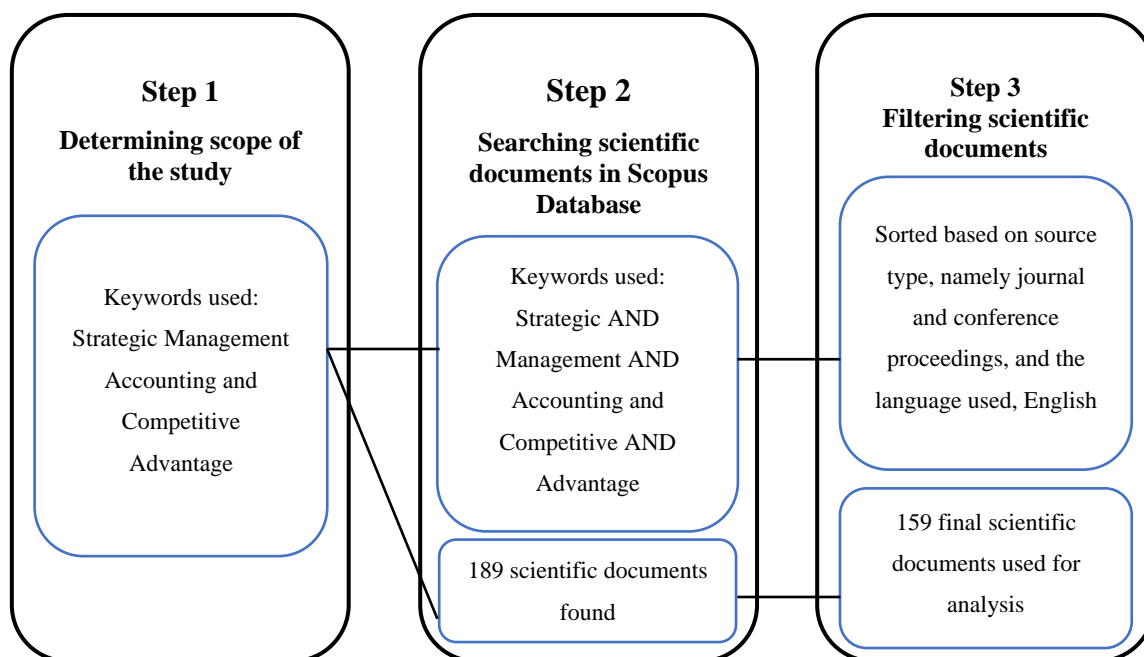 Step 1
Determining scope of
the study
Keywords used:
Strategic Management
Accounting and
Competitive
Advantage
Step 2
Searching scientific
documents in Scopus
Database
Keywords used:
Strategic AND
Management AND
Accounting and
Competitive AND
Advantage
189 scientific documents
found
Step 3
Filtering scientific
documents
Sorted based on source
type, namely journal
and conference
proceedings, and the
language used, English
159 final scientific
documents used for
analysis